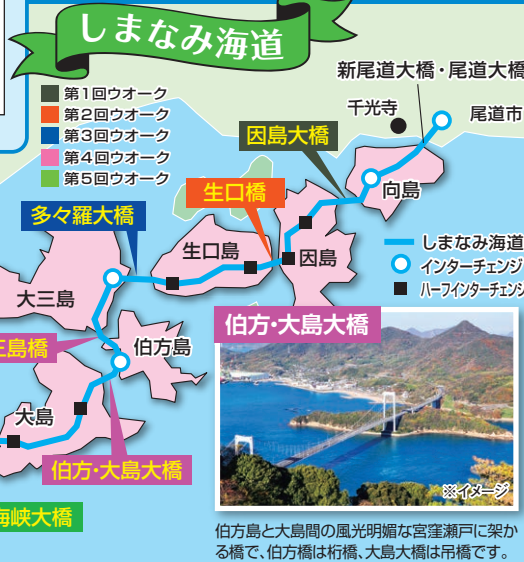 しまなみ海道
第1回ウオーク
第2回ウオーク
第3回ウオーク
第4回ウオーク
第5回ウオーク
新尾道大橋・尾道大橋
千光寺
尾道市
因島大橋
向島
生口橋
多々羅大橋
生口島
因島
しまなみ海道
インターチェンジ
ハーフインターチェンジ
大三島
伯方・大島大橋
三島橋
伯方島
大島
伯方・大島大橋
海峡大橋
※イメージ
伯方島と大島間の風光明媚な宮窪瀬戸に架か
る橋で、伯方橋は桁橋、大島大橋は吊橋です。